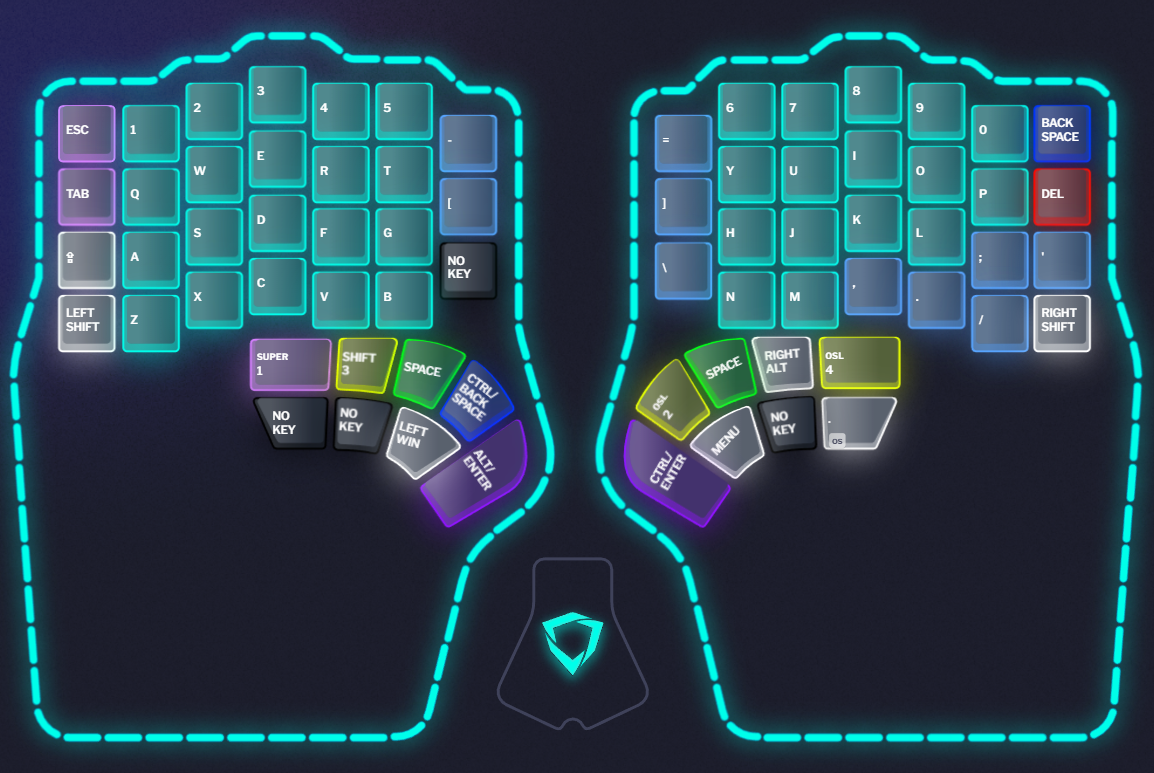 ESC
1
2
3
4
5
-
=
6
7
8
9
0
BACK
SPACE
TAB
Q
W
E
R
T
[
]
Y
U
I
O
P
DEL
⇪
A
S
D
F
G
NO
KEY
\
H
J
K
L
;
'
LEFT
SHIFT
Z
X
C
V
B
N
M
,
.
/
RIGHT
SHIFT
SUPER
1
SHIFT
3
SPACE
CTRL/
BACK
SPACE
OSL
2
SPACE
RIGHT
ALT
OSL
4
NO
KEY
NO
KEY
LEFT
WIN
ALT/
ENTER
CTRL/
ENTER
MENU
NO
KEY
.
OS